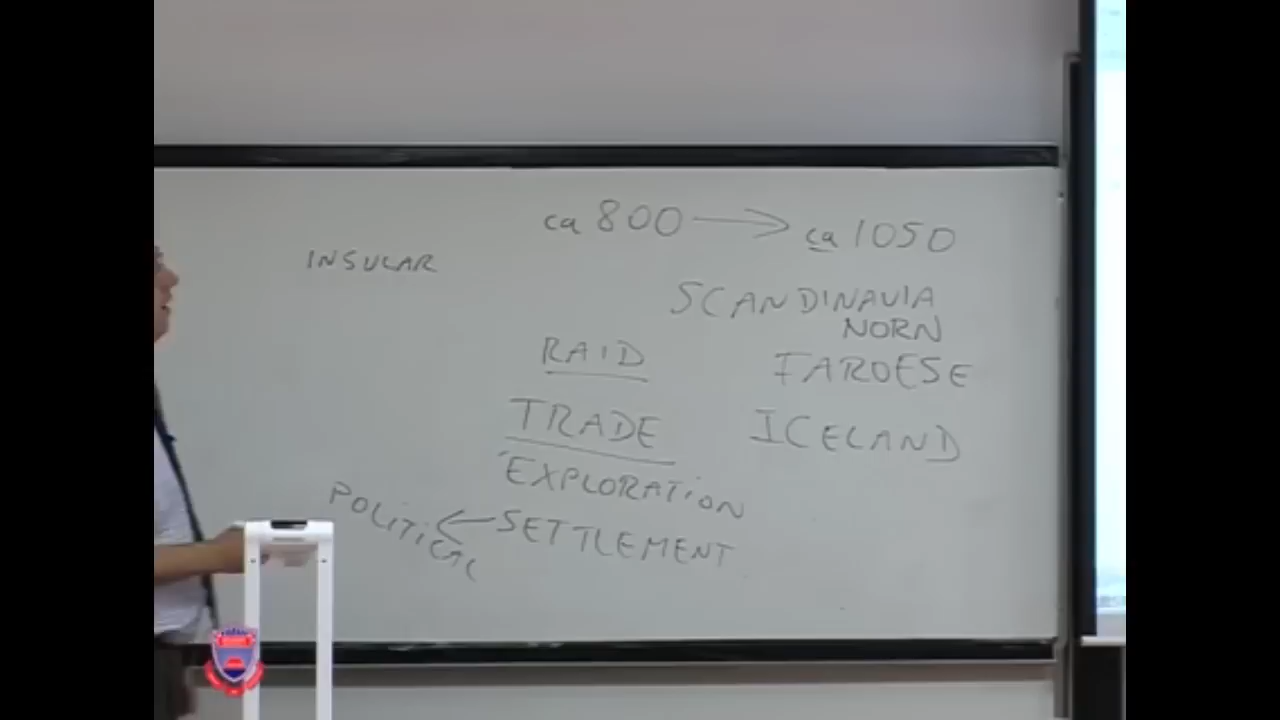 ca 800 → ca 1050
INSULAR
SCANDINAVIA
NORN
RAID
FAROESE
TRADE
ICELAND
EXPLORATION
POLITICAL ← SETTLEMENT